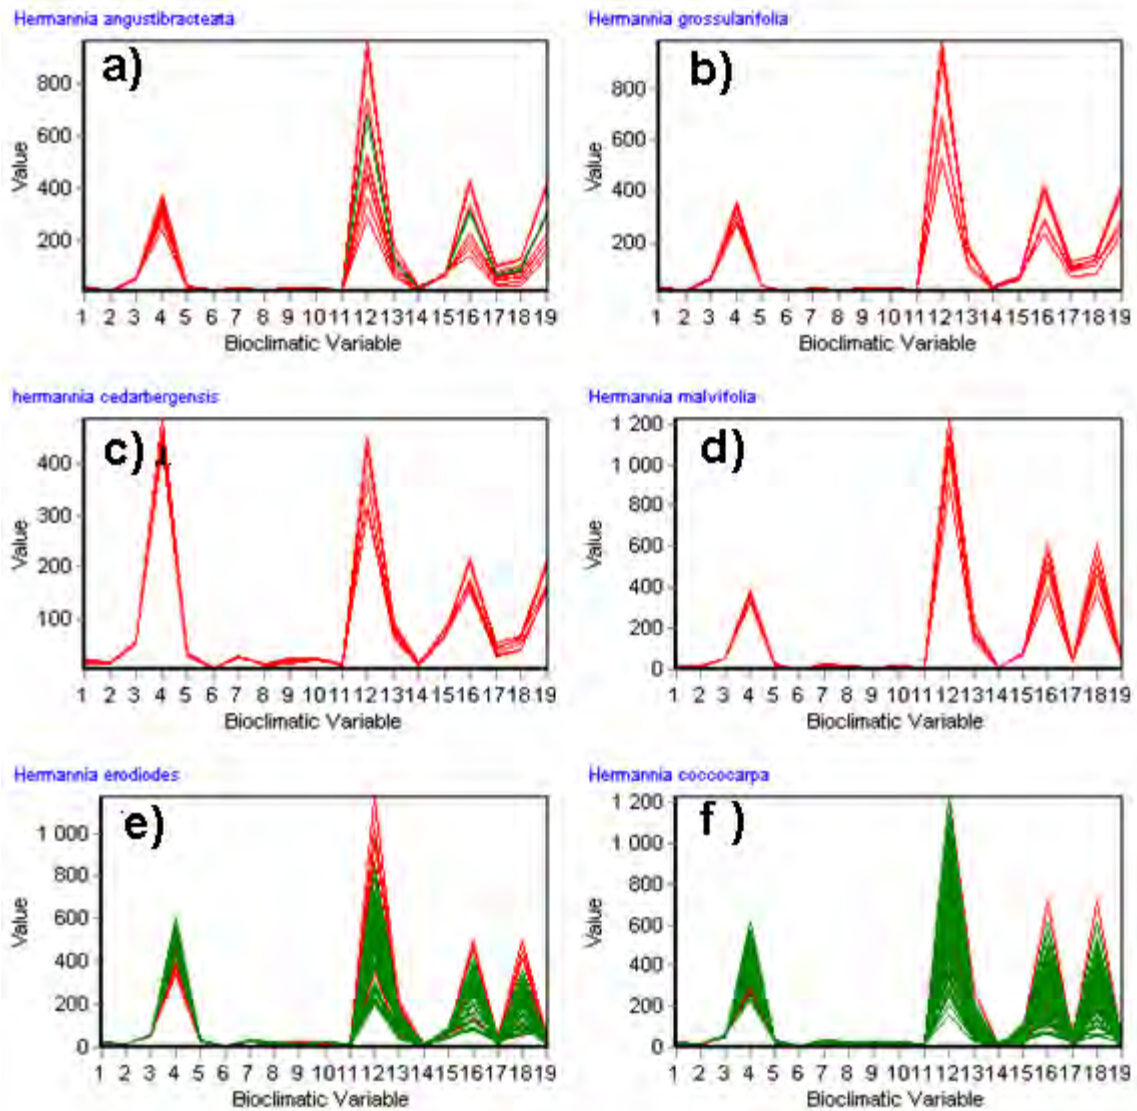 Hermannia angustibracteata
a)
Value
800
600
400
200
1 2 3 4 5 6 7 8 9 10 11 12 13 14 15 16 17 18 19
Bioclimatic Variable
Hermannia grossularifolia
b)
Value
800
600
400
200
1 2 3 4 5 6 7 8 9 10 11 12 13 14 15 16 17 18 19
Bioclimatic Variable
hermannia cedarbergensis
c)
Value
400
300
200
100
1 2 3 4 5 6 7 8 9 10 11 12 13 14 15 16 17 18 19
Bioclimatic Variable
Hermannia malvifolia
d)
Value
1 200
1 000
800
600
400
200
0
1 2 3 4 5 6 7 8 9 10 11 12 13 14 15 16 17 18 19
Bioclimatic Variable
Hermannia erodiodes
e)
Value
1 000
800
600
400
200
0
1 2 3 4 5 6 7 8 9 10 11 12 13 14 15 16 17 18 19
Bioclimatic Variable
Hermannia coccocarpa
f )
Value
1 200
1 000
800
600
400
200
0
1 2 3 4 5 6 7 8 9 10 11 12 13 14 15 16 17 18 19
Bioclimatic Variable